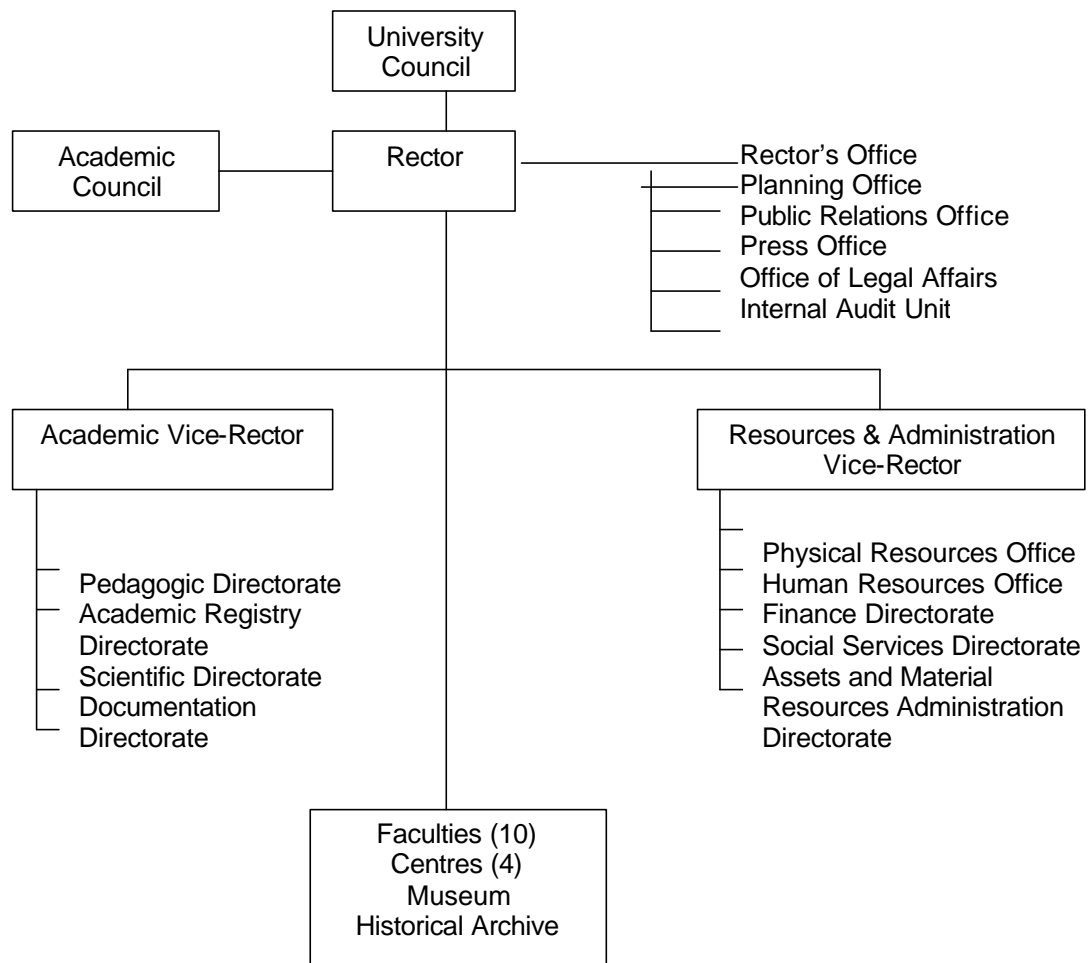 University
Council
Academic
Council
Rector
Rector's Office
Planning Office
Public Relations Office
Press Office
Office of Legal Affairs
Internal Audit Unit
Academic Vice-Rector
Resources & Administration
Vice-Rector
Pedagogic Directorate
Academic Registry
Directorate
Scientific Directorate
Documentation
Directorate
Physical Resources Office
Human Resources Office
Finance Directorate
Social Services Directorate
Assets and Material
Resources Administration
Directorate
Faculties (10)
Centres (4)
Museum
Historical Archive